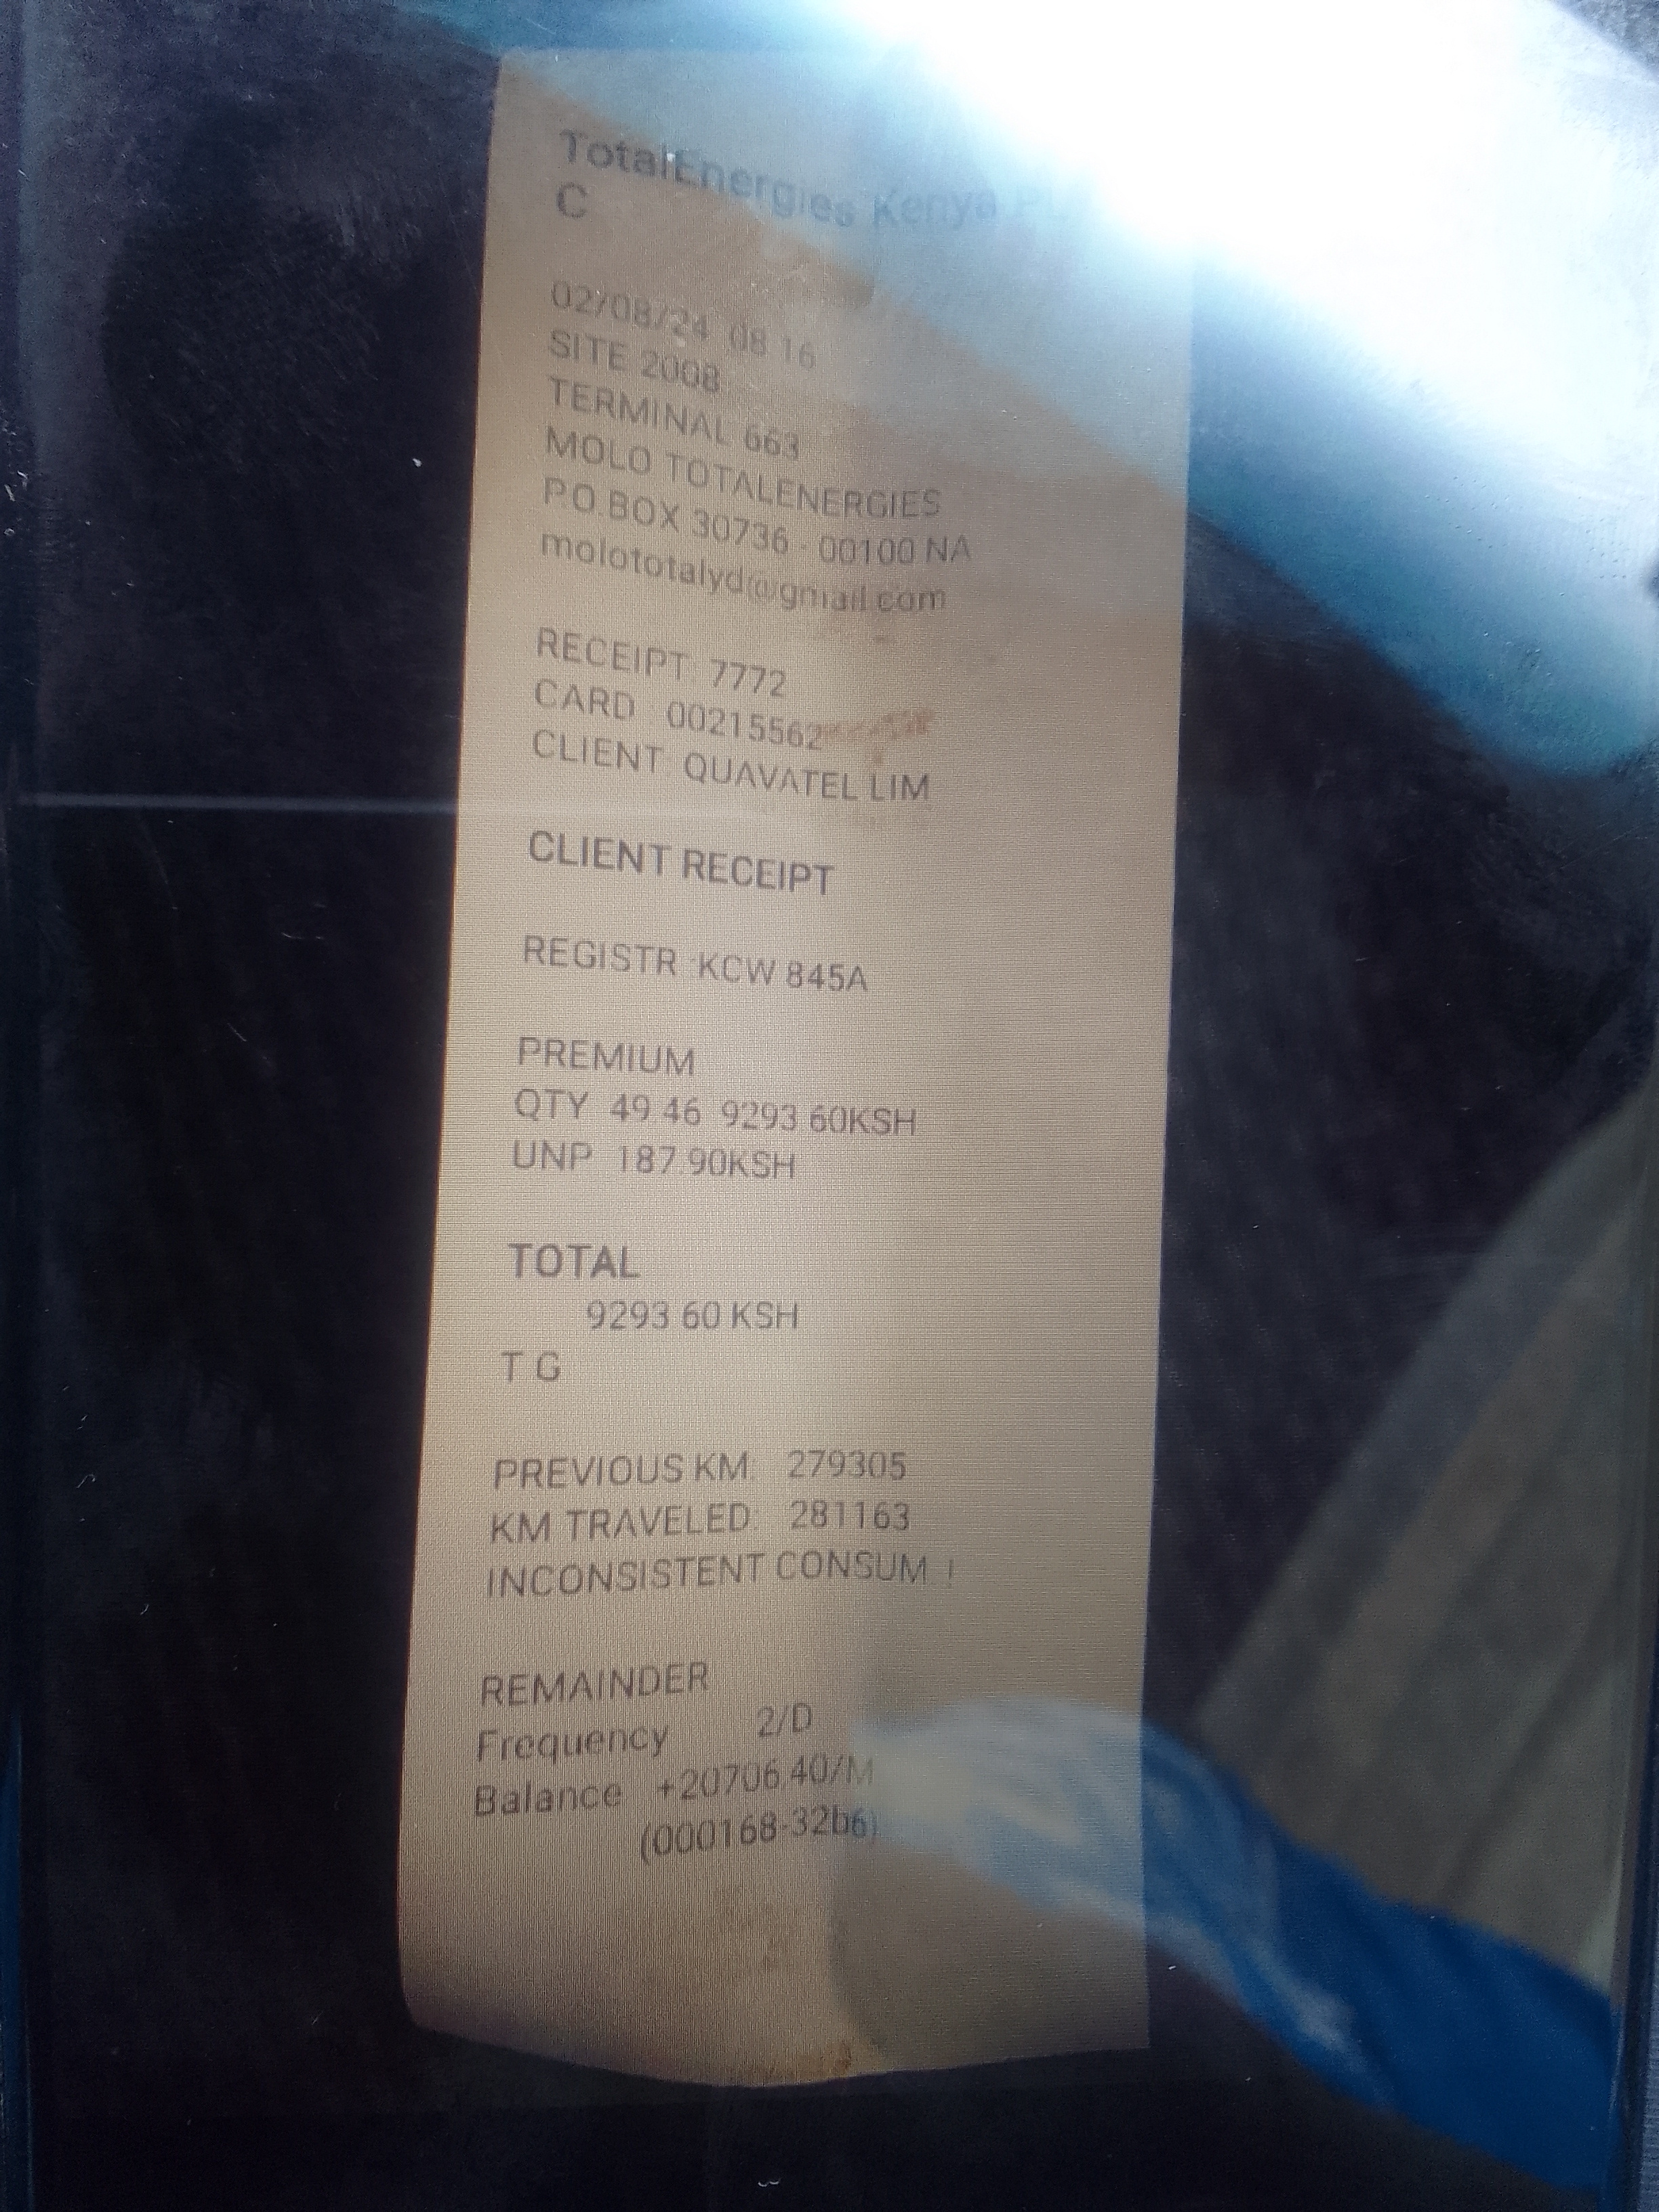 TotalEnergies Kenya PL
C
02/08/24 08 16
SITE 2008
TERMINAL 663
MOLO TOTALENERGIES
P.O.BOX 30736 - 00100 NA
molototalyd@gmail.com
RECEIPT: 7772
CARD 00215562
CLIENT QUAVATEL LIM
CLIENT RECEIPT
REGISTR KCW 845A
PREMIUM
QTY 49.46 9293 60KSH
UNP 187.90KSH
TOTAL
9293 60 KSH
T G
PREVIOUS KM: 279305
KM TRAVELED: 281163
INCONSISTENT CONSUM !
REMAINDER
Frequency 2/D
Balance +20706.40/M
(000168-32b6)